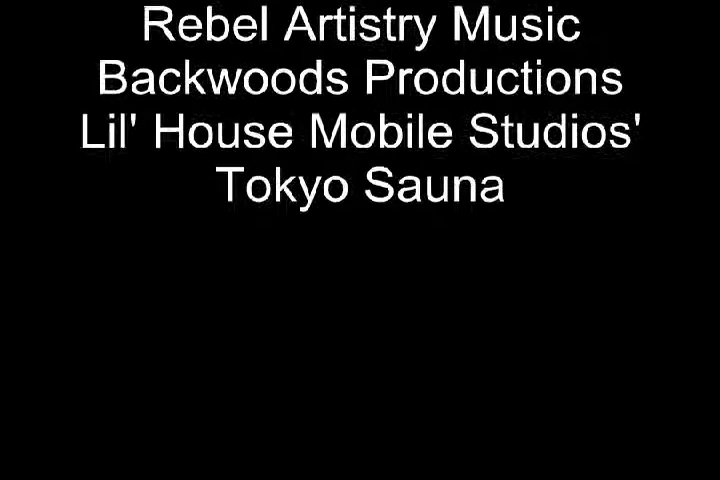 Rebel Artistry Music
Backwoods Productions
Lil' House Mobile Studios'
Tokyo Sauna